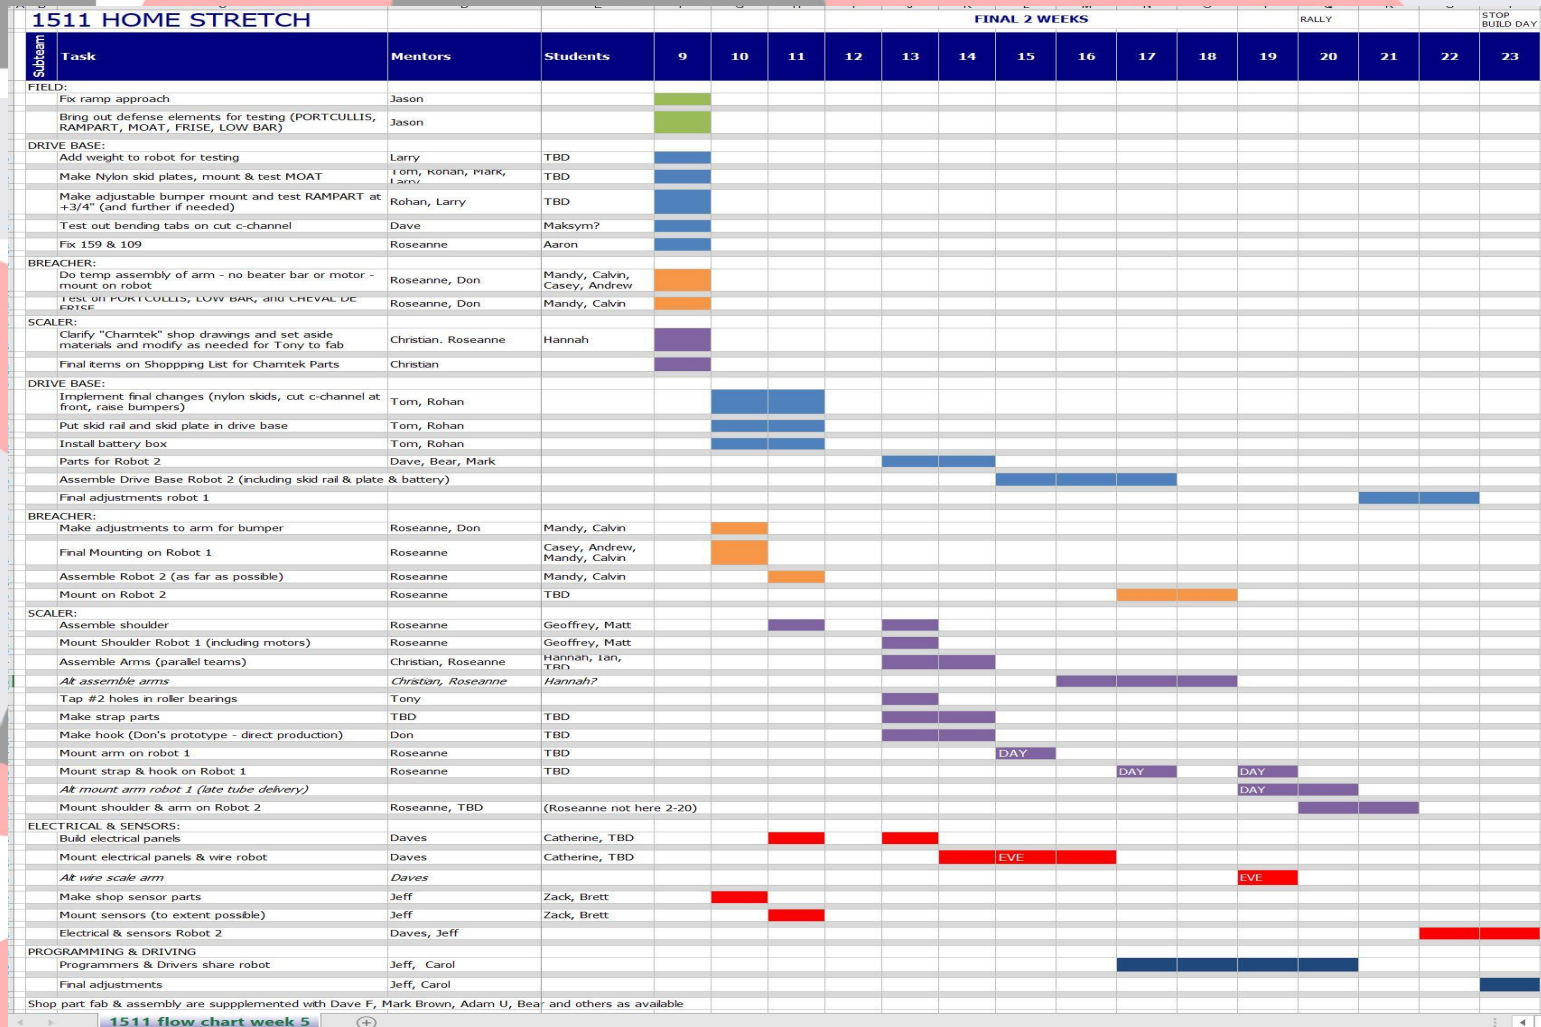 1511 HOME STRETCH FINAL 2 WEEKS RALLY STOP
BUILD DAY
Subteam Task Mentors Students 9 10 11 12 13 14 15 16 17 18 19 20 21 22 23
FIELD:
Fix ramp approach Jason
Bring out defense elements for testing (PORTCULLIS,
RAMPART, MOAT, FRISE, LOW BAR) Jason
DRIVE BASE:
Add weight to robot for testing Larry TBD
Make Nylon skid plates, mount & test MOAT Tom, Rohan, Mark, TBD
Larry
Make adjustable bumper mount and test RAMPART at
+3/4" (and further if needed) Rohan, Larry TBD
Test out bending tabs on cut c-channel Dave Maksym?
Fix 159 & 109 Roseanne Aaron
BREACHER:
Do temp assembly of arm - no beater bar or motor - Roseanne, Don Mandy, Calvin,
mount on robot Casey, Andrew
Test on PORTCULLIS, LOW BAR, and CHEVAL DE Roseanne, Don Mandy, Calvin
FRISE
SCALER:
Clarify "Chamtek" shop drawings and set aside
materials and modify as needed for Tony to fab Christian. Roseanne Hannah
Final items on Shoppping List for Chamtek Parts Christian
DRIVE BASE:
Implement final changes (nylon skids, cut c-channel at
front, raise bumpers) Tom, Rohan
Put skid rail and skid plate in drive base Tom, Rohan
Install battery box Tom, Rohan
Parts for Robot 2 Dave, Bear, Mark
Assemble Drive Base Robot 2 (including skid rail & plate & battery)
Final adjustments robot 1
BREACHER:
Make adjustments to arm for bumper Roseanne, Don Mandy, Calvin
Final Mounting on Robot 1 Roseanne Casey, Andrew,
Mandy, Calvin
Assemble Robot 2 (as far as possible) Roseanne Mandy, Calvin
Mount on Robot 2 Roseanne TBD
SCALER:
Assemble shoulder Roseanne Geoffrey, Matt
Mount Shoulder Robot 1 (including motors) Roseanne Geoffrey, Matt
Assemble Arms (parallel teams) Christian, Roseanne Hannah, Ian,
TBD
Alt assemble arms Christian, Roseanne Hannah?
Tap #2 holes in roller bearings Tony
Make strap parts TBD TBD
Make hook (Don's prototype - direct production) Don TBD
Mount arm on robot 1 Roseanne TBD DAY
Mount strap & hook on Robot 1 Roseanne TBD DAY DAY
Alt mount arm robot 1 (late tube delivery) DAY
Mount shoulder & arm on Robot 2 Roseanne, TBD (Roseanne not here 2-20)
ELECTRICAL & SENSORS:
Build electrical panels Daves Catherine, TBD
Mount electrical panels & wire robot Daves Catherine, TBD EVE
Alt wire scale arm Daves EVE
Make shop sensor parts Jeff Zack, Brett
Mount sensors (to extent possible) Jeff Zack, Brett
Electrical & sensors Robot 2 Daves, Jeff
PROGRAMMING & DRIVING
Programmers & Drivers share robot Jeff, Carol
Final adjustments Jeff, Carol
Shop part fab & assembly are suppplemented with Dave F, Mark Brown, Adam U, Bear and others as available
1511 flow chart week 5